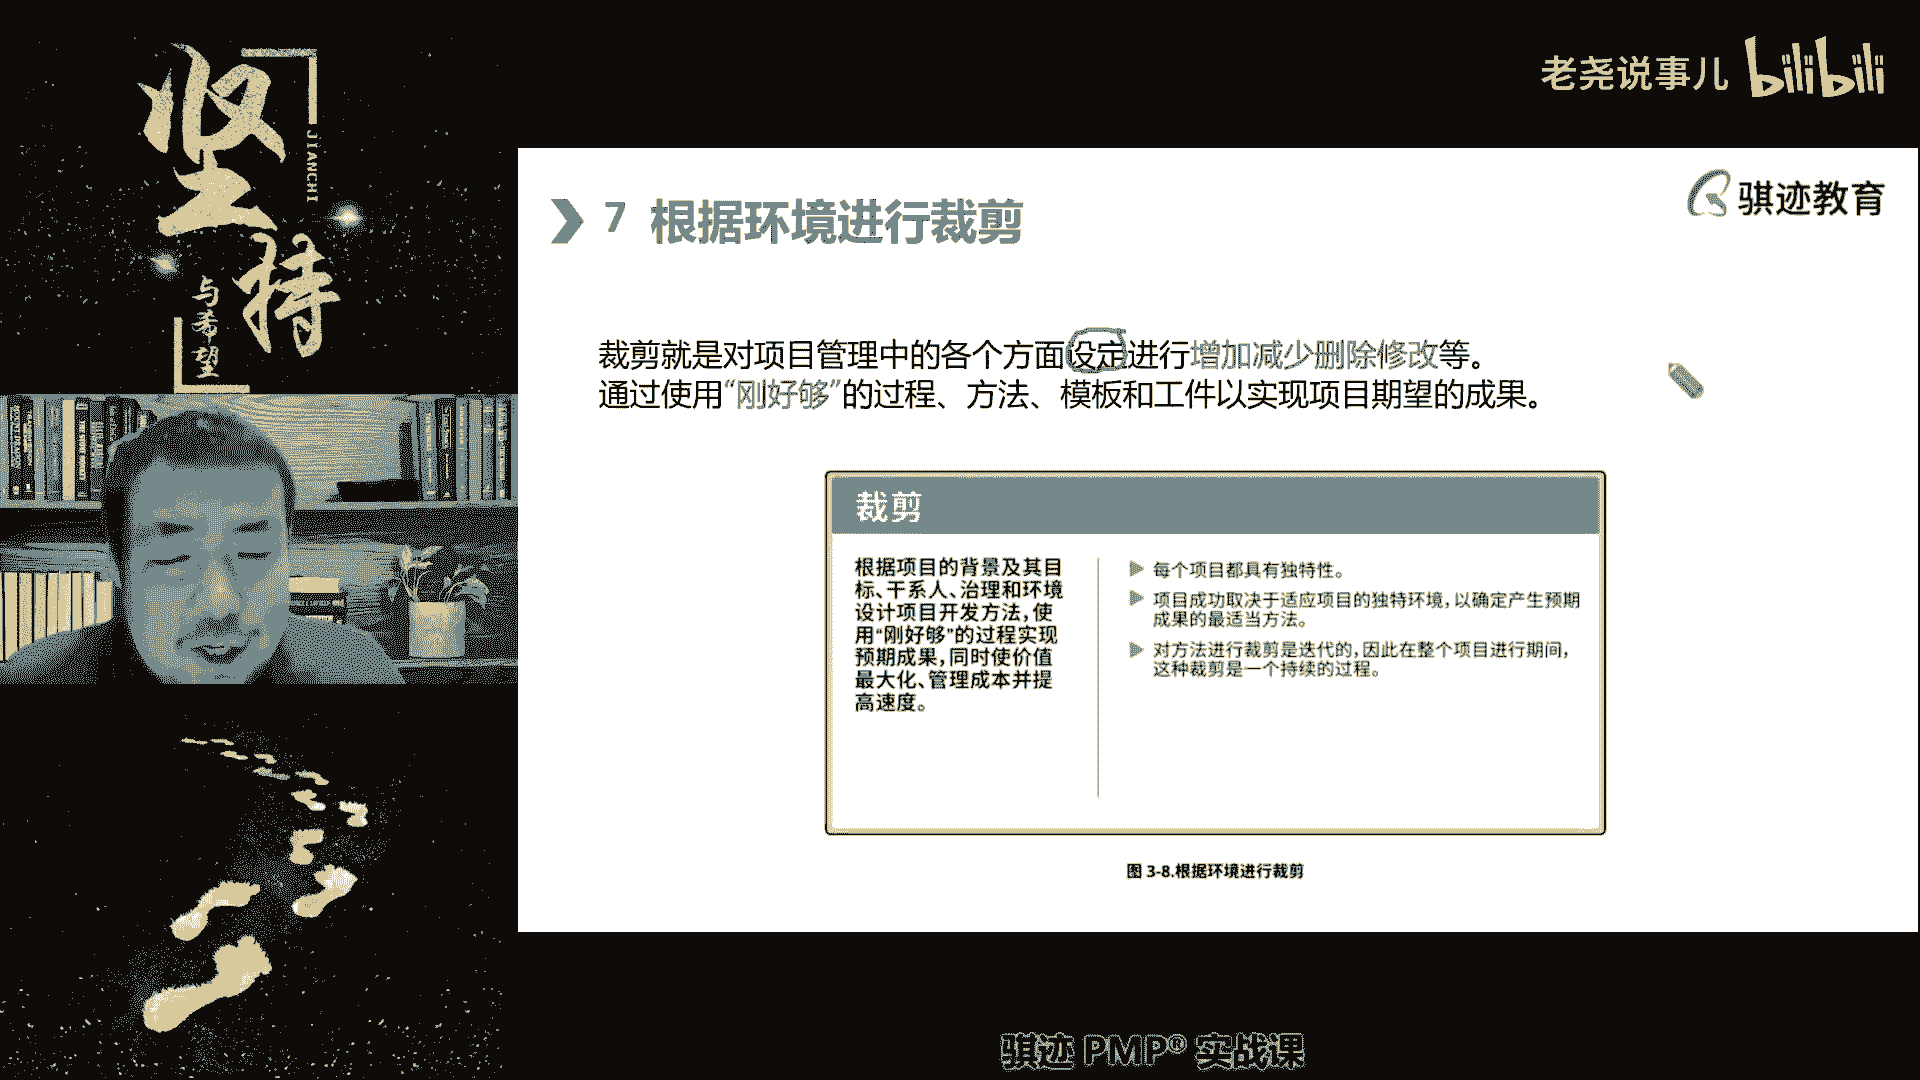 坚持
JIANCHI
与希望
老尧说事儿 bilibili
骐迹教育
7 根据环境进行裁剪
裁剪就是对项目管理中的各个方面设定进行增加减少删除修改等。
通过使用“刚好够”的过程、方法、模板和工件以实现项目期望的成果。
裁剪
根据项目的背景及其目
标、干系人、治理和环境
设计项目开发方法，使
用“刚好够”的过程实现
预期成果，同时使价值
最大化、管理成本并提
高速度。
每个项目都具有独特性。
项目成功取决于适应项目的独特环境，以确定产生预期
成果的最适当方法。
对方法进行裁剪是迭代的，因此在整个项目进行期间，
这种裁剪是一个持续的过程。
图 3-8.根据环境进行裁剪
骐迹 PMP® 实战课